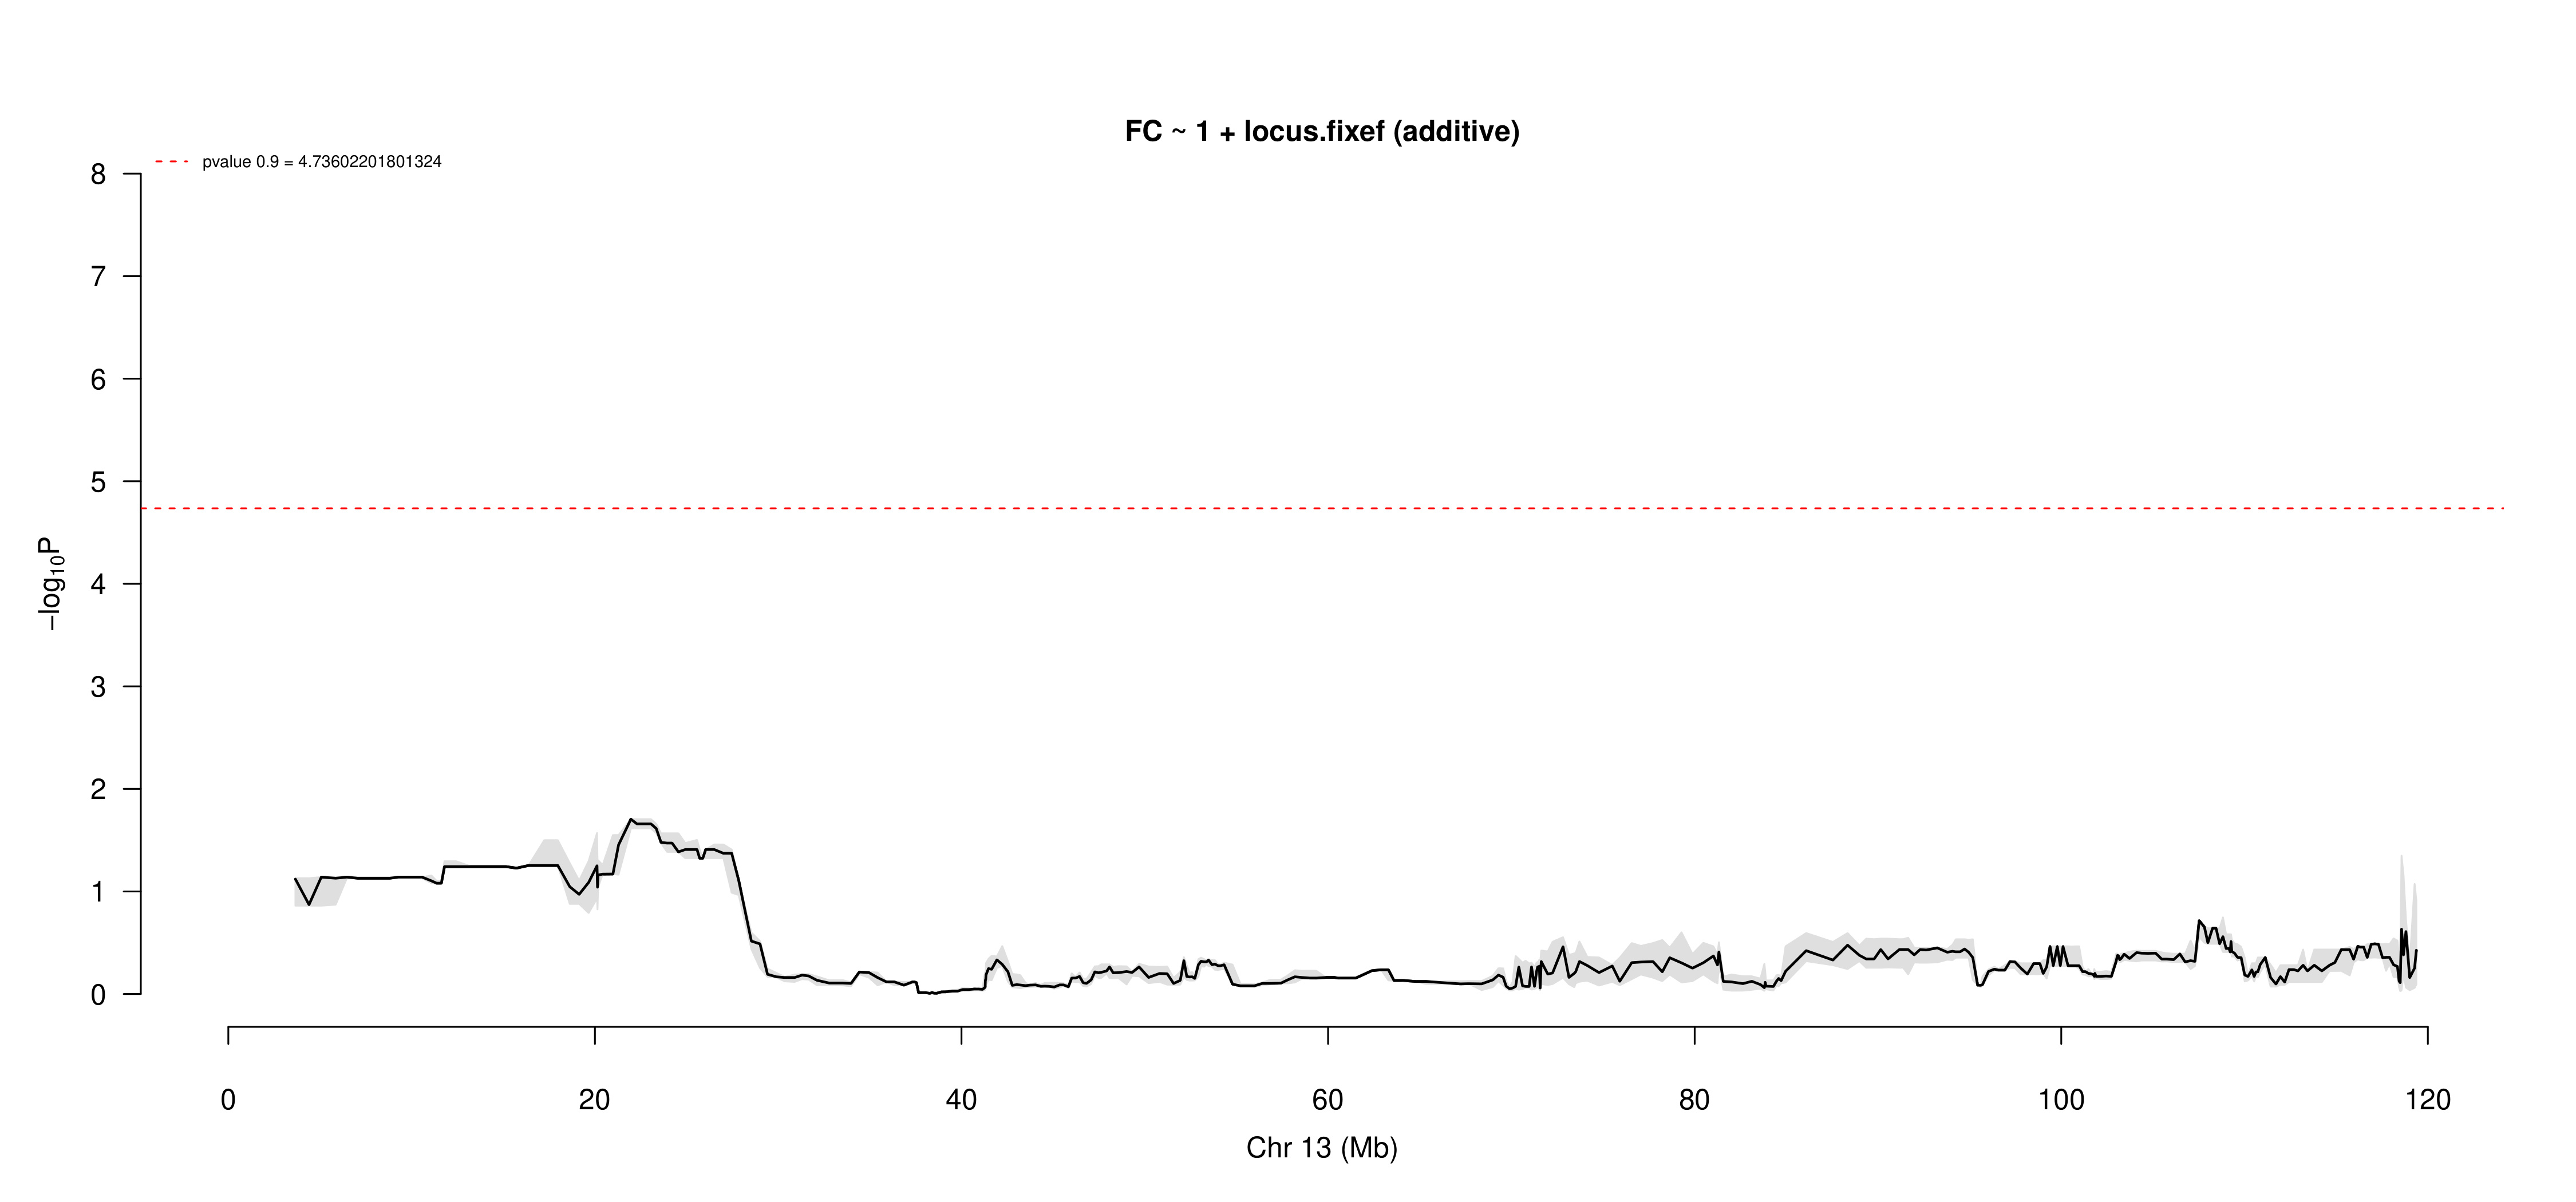 FC ~ 1 + locus.fixef (additive)
pvalue 0.9 = 4.73602201801324
8
7
6
5
4
3
2
1
0
−log10P
0 20 40 60 80 100 120
Chr 13 (Mb)